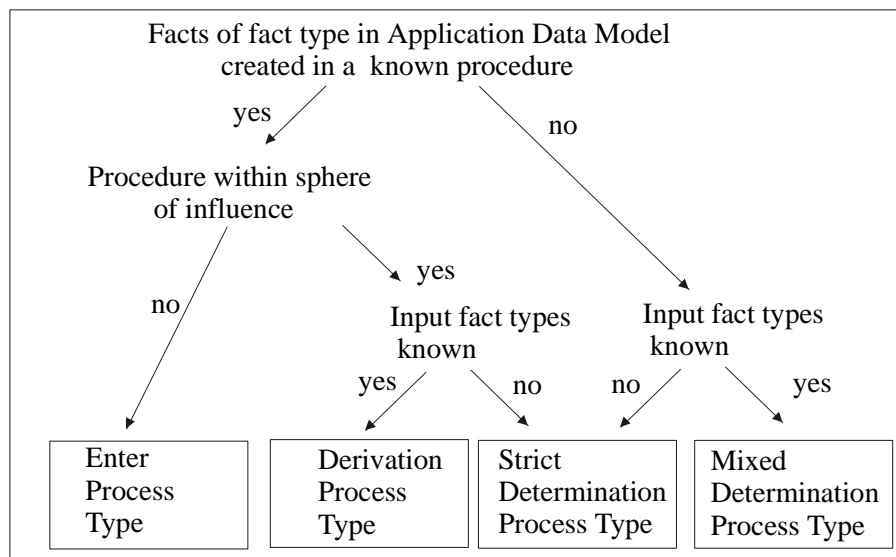 Facts of fact type in Application Data Model
created in a known procedure
yes
no
Procedure within sphere
of influence
no
yes
Input fact types
known
Input fact types
known
yes
no
no
yes
Enter
Process
Type
Derivation
Process
Type
Strict
Determination
Process Type
Mixed
Determination
Process Type